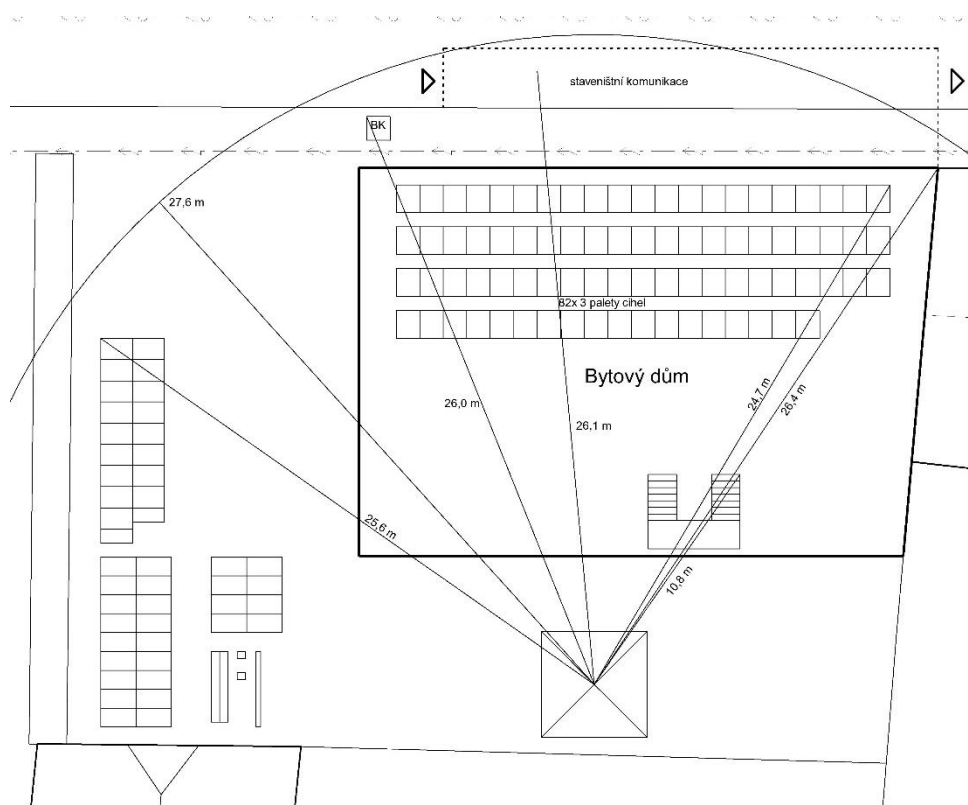 staveništní komunikace
BK
27,6 m
82x 3 palety cihel
Bytový dům
24,7 m
26,4 m
26,0 m
26,1 m
25,6 m
10,8 m